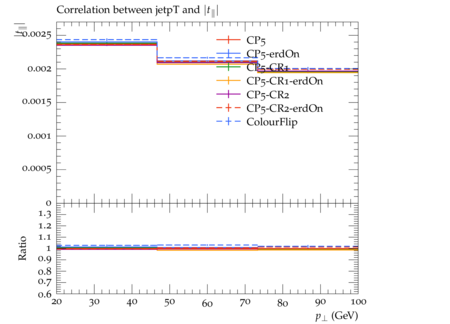 Correlation between jetpT and |t∥|
|t∥|
0.0025
0.002
0.0015
0.001
0.0005
0
CP5
CP5-erdOn
CP5-CR1
CP5-CR1-erdOn
CP5-CR2
CP5-CR2-erdOn
ColourFlip
Ratio
1.3
1.2
1.1
1
0.9
0.8
0.7
0.6
20 30 40 50 60 70 80 90 100
p⊥ (GeV)